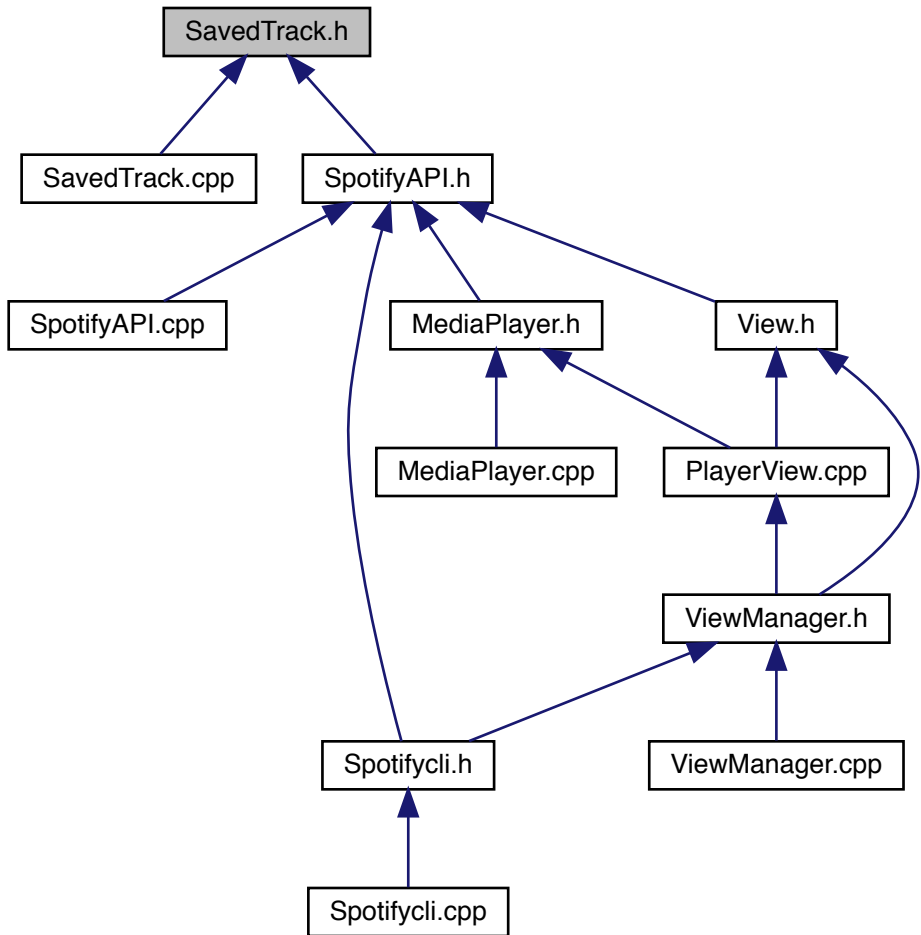 SavedTrack.h
SavedTrack.cpp
SpotifyAPI.h
SpotifyAPI.cpp
MediaPlayer.h
View.h
MediaPlayer.cpp
PlayerView.cpp
ViewManager.h
Spotifycli.h
ViewManager.cpp
Spotifycli.cpp